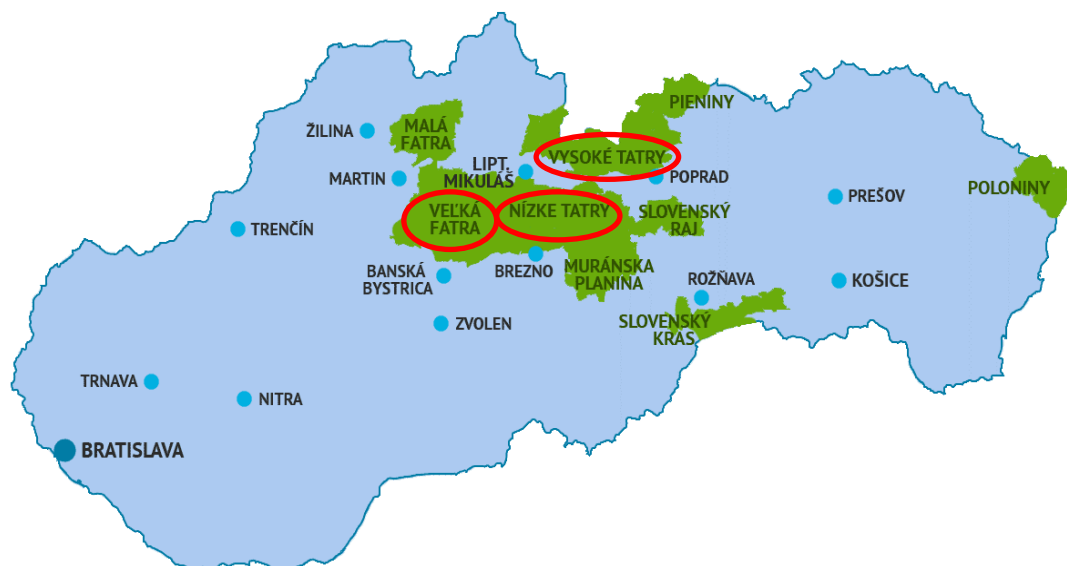 PIENINY
MALÁ
FATRA
ŽILINA
VYSOKÉ TATRY
LIPT.
MIKULÁŠ
MARTIN
POPRAD
POLONINY
PREŠOV
VEĽKÁ
FATRA
NÍZKE TATRY
SLOVENSKÝ
RAJ
TRENČÍN
BANSKÁ
BYSTRICA
BREZNO
MURÁNSKA
PLANINA
ROŽŇAVA
KOŠICE
ZVOLEN
SLOVENSKÝ
KRAS
TRNAVA
NITRA
BRATISLAVA